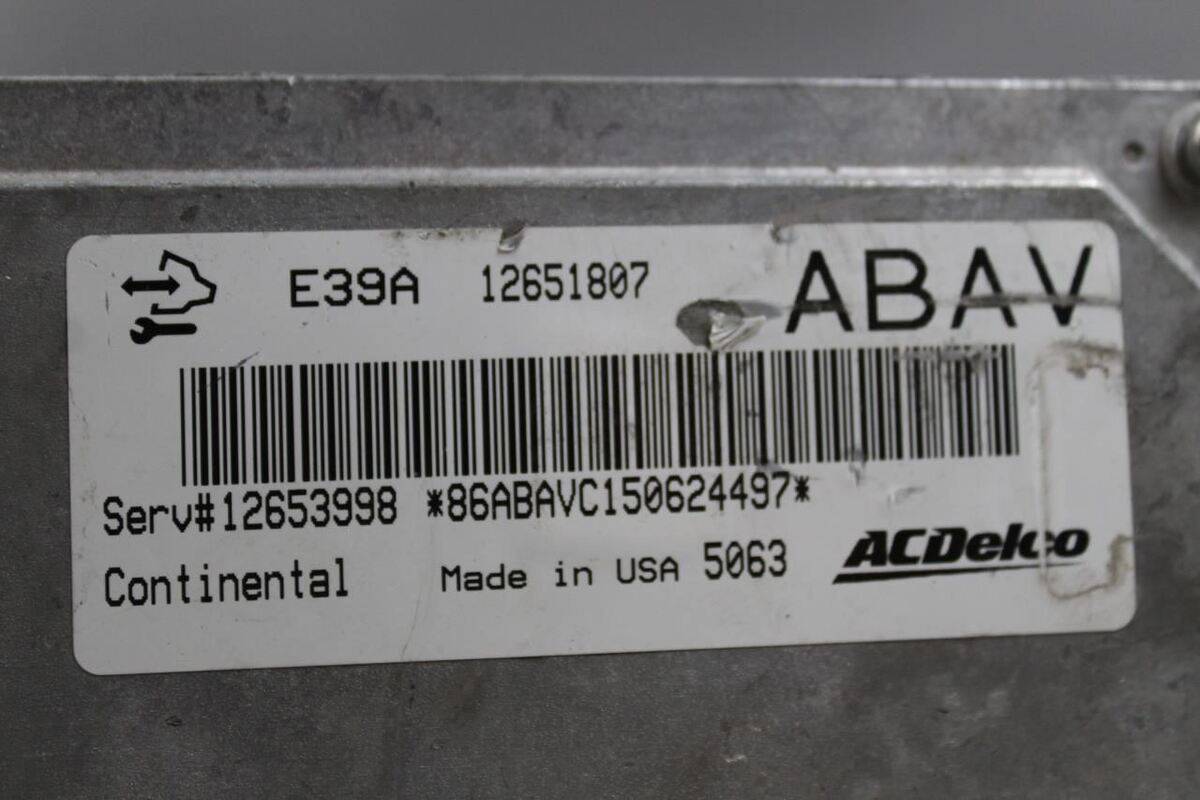 E39A 12651807 ABAV
Serv#12653998 *86ABAVC150624497*
Continental Made in USA 5063 ACDelco